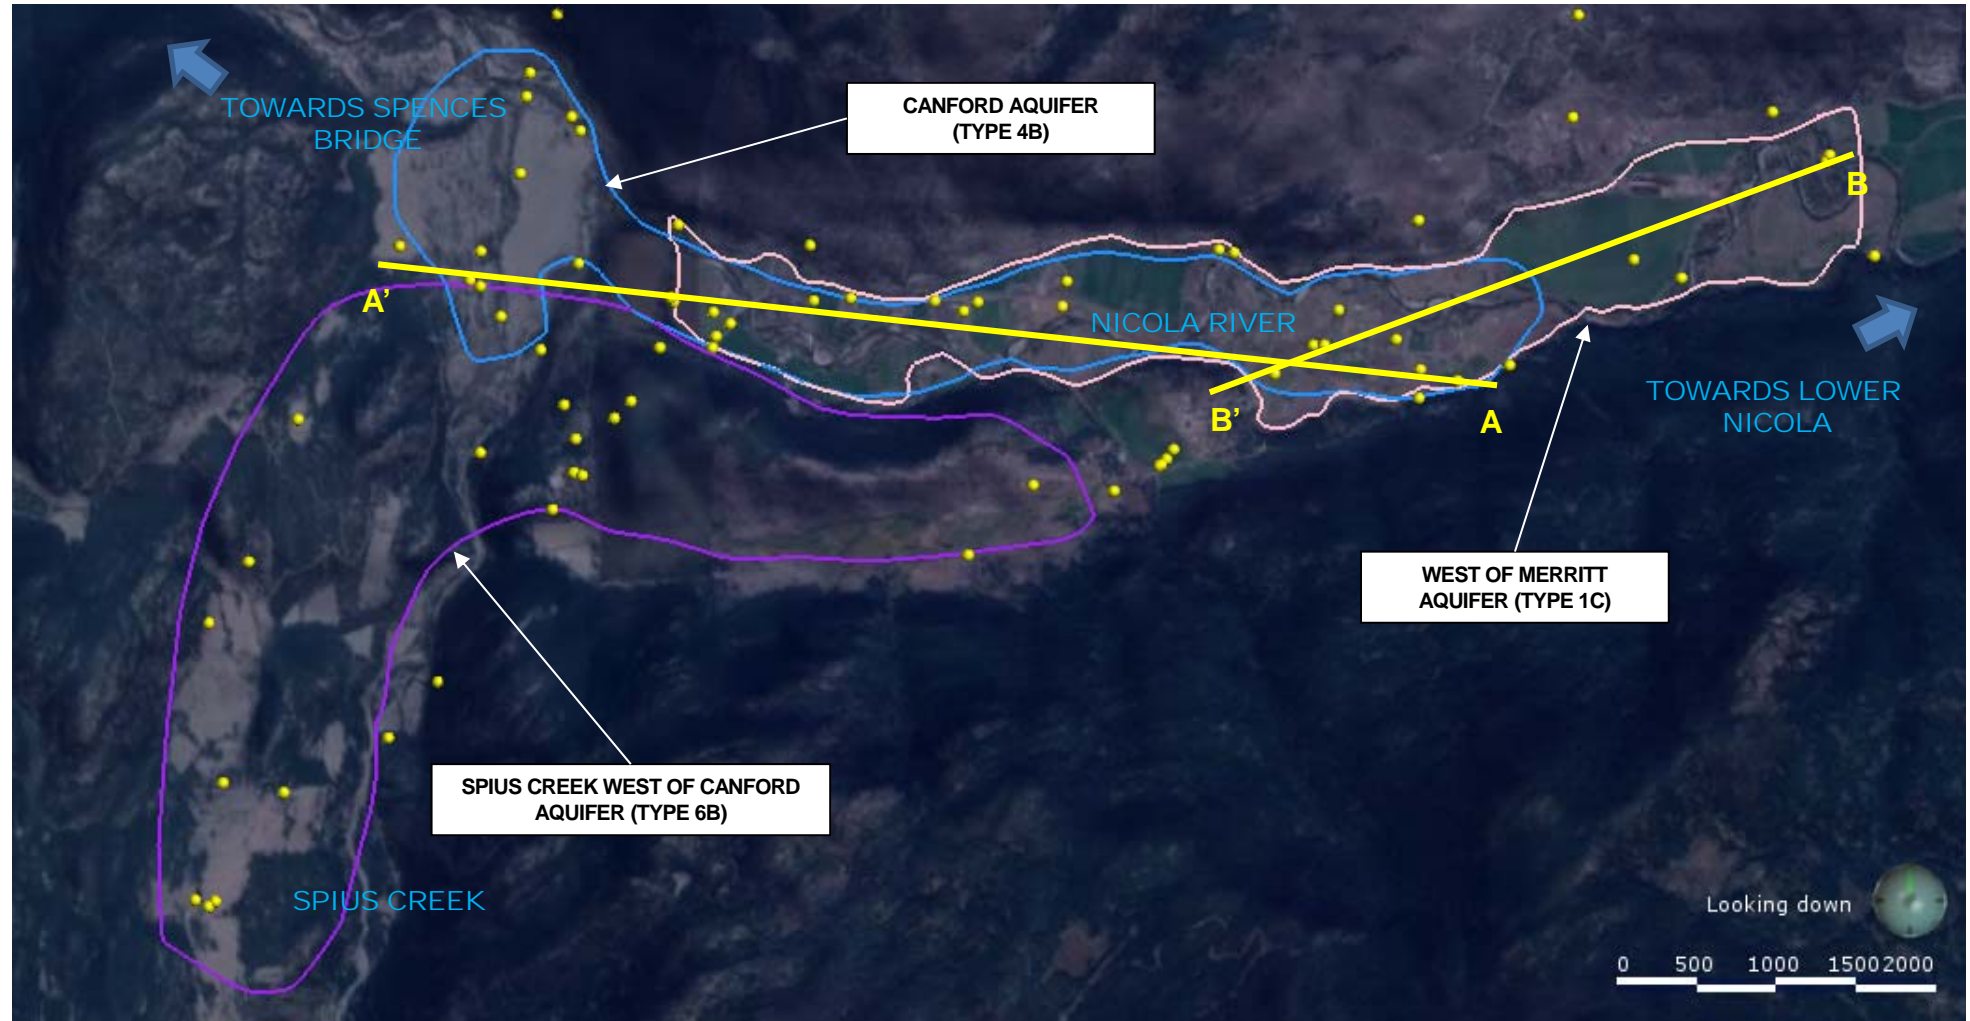 CANFORD AQUIFER
(TYPE 4B)
TOWARDS SPENCES
BRIDGE
B
A’
NICOLA RIVER
B’
A
TOWARDS LOWER
NICOLA
WEST OF MERRITT
AQUIFER (TYPE 1C)
SPIUS CREEK WEST OF CANFORD
AQUIFER (TYPE 6B)
SPIUS CREEK
Looking down
0 500 1000 1500 2000